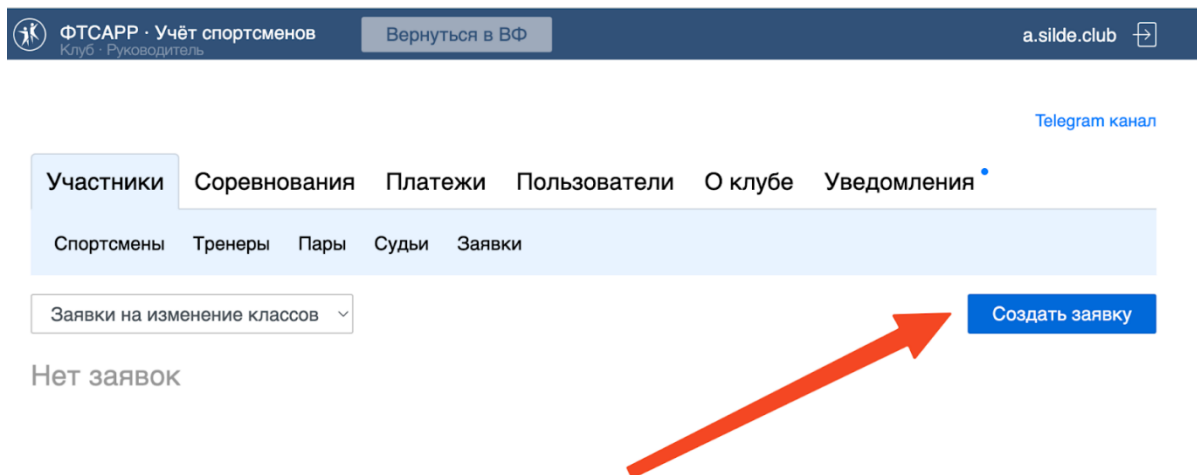 ФТСАРР · Учёт спортсменов
Клуб · Руководитель
Вернуться в ВФ
a.silde.club
Telegram канал
Участники Соревнования Платежи Пользователи О клубе Уведомления
Спортсмены Тренеры Пары Судьи Заявки
Заявки на изменение классов
Создать заявку
Нет заявок